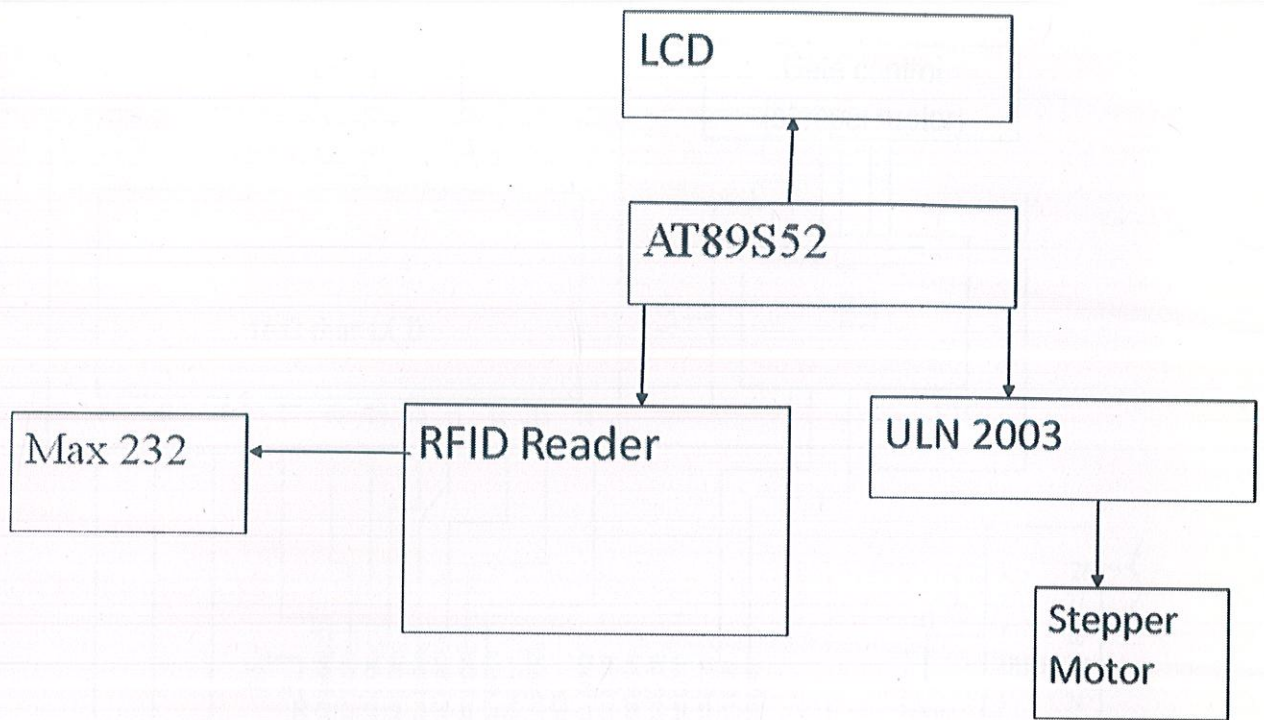 LCD
AT89S52
Max 232
RFID Reader
ULN 2003
Stepper
Motor